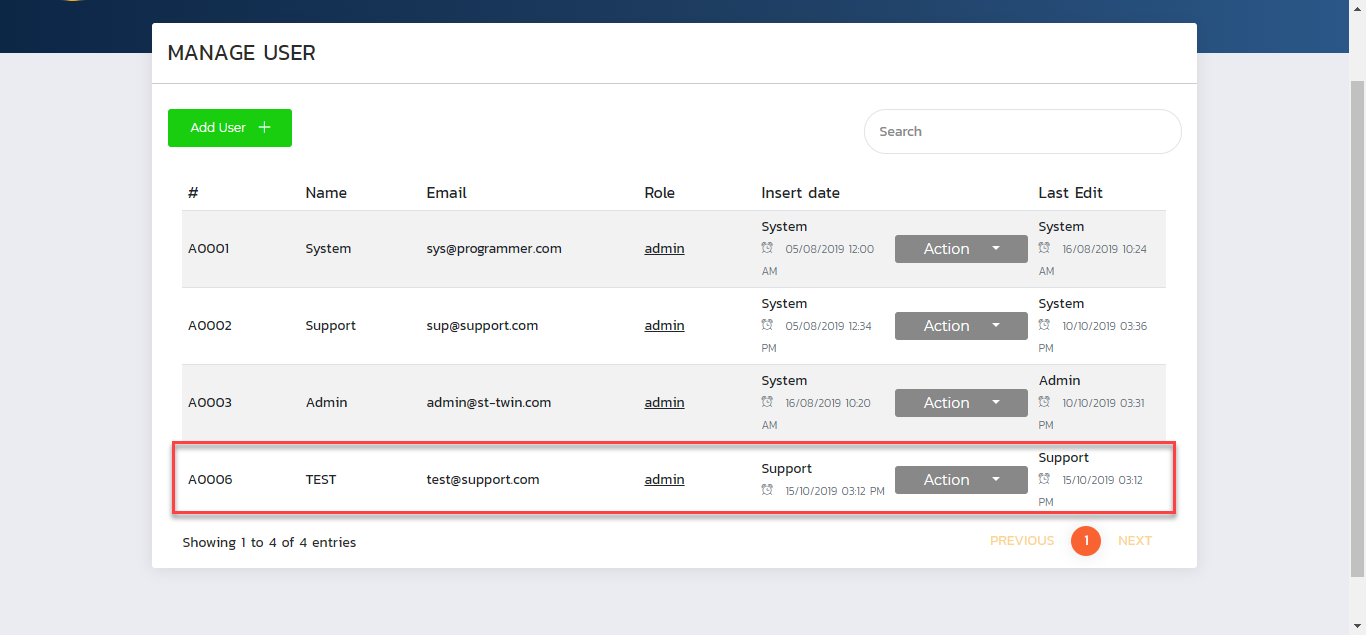 MANAGE USER
Add User +
Search
# Name Email Role Insert date Last Edit
System System
A0001 System sys@programmer.com admin 05/08/2019 12:00 Action 16/08/2019 10:24
AM AM
System System
A0002 Support sup@support.com admin 05/08/2019 12:34 Action 10/10/2019 03:36
PM PM
System Admin
A0003 Admin admin@st-twin.com admin 16/08/2019 10:20 Action 10/10/2019 03:31
AM PM
Support Support
A0006 TEST test@support.com admin 15/10/2019 03:12 PM Action 15/10/2019 03:12
PM
Showing 1 to 4 of 4 entries PREVIOUS 1 NEXT